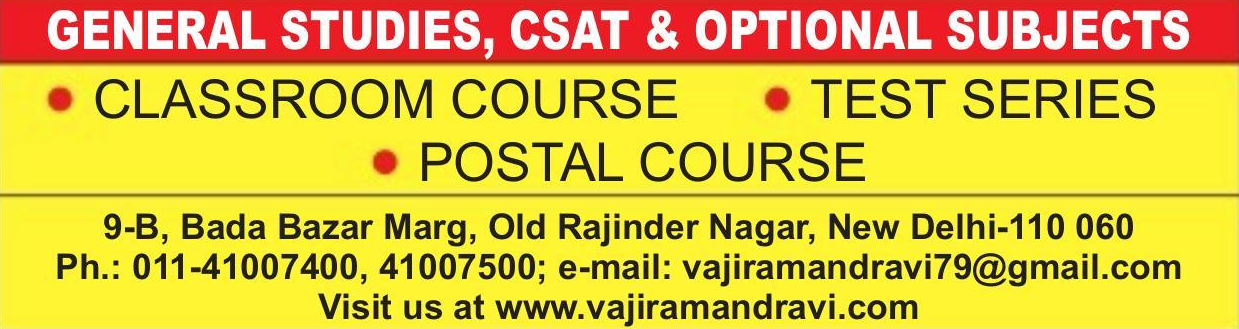 GENERAL STUDIES, CSAT & OPTIONAL SUBJECTS
• CLASSROOM COURSE • TEST SERIES
• POSTAL COURSE
9-B, Bada Bazar Marg, Old Rajinder Nagar, New Delhi-110 060
Ph.: 011-41007400, 41007500; e-mail: vajiramandravi79@gmail.com
Visit us at www.vajiramandravi.com